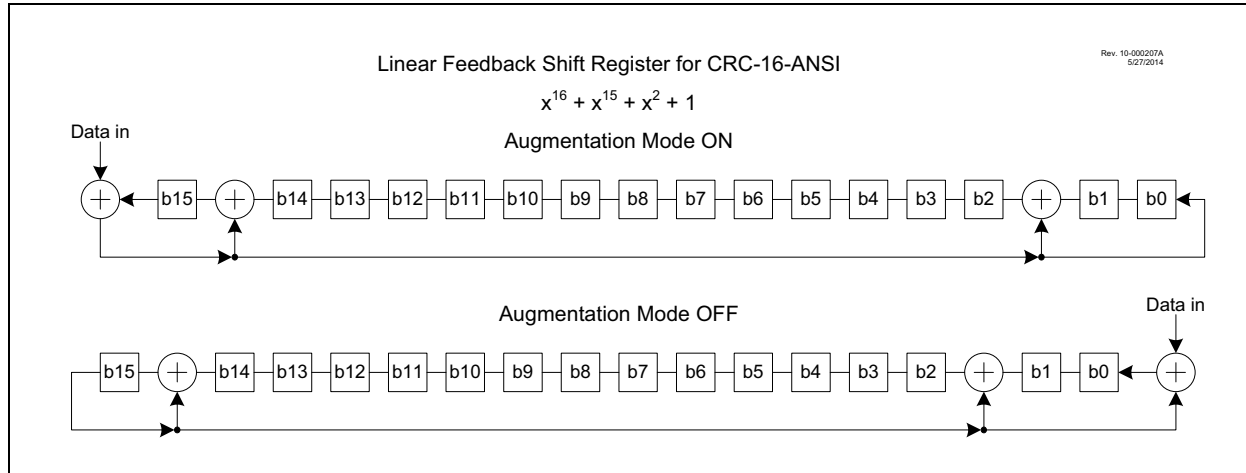 Linear Feedback Shift Register for CRC-16-ANSI
Rev. 10-000207A
5/27/2014
x^16 + x^15 + x^2 + 1
Data in
Augmentation Mode ON
b15 b14 b13 b12 b11 b10 b9 b8 b7 b6 b5 b4 b3 b2 b1 b0
Augmentation Mode OFF
Data in
b15 b14 b13 b12 b11 b10 b9 b8 b7 b6 b5 b4 b3 b2 b1 b0